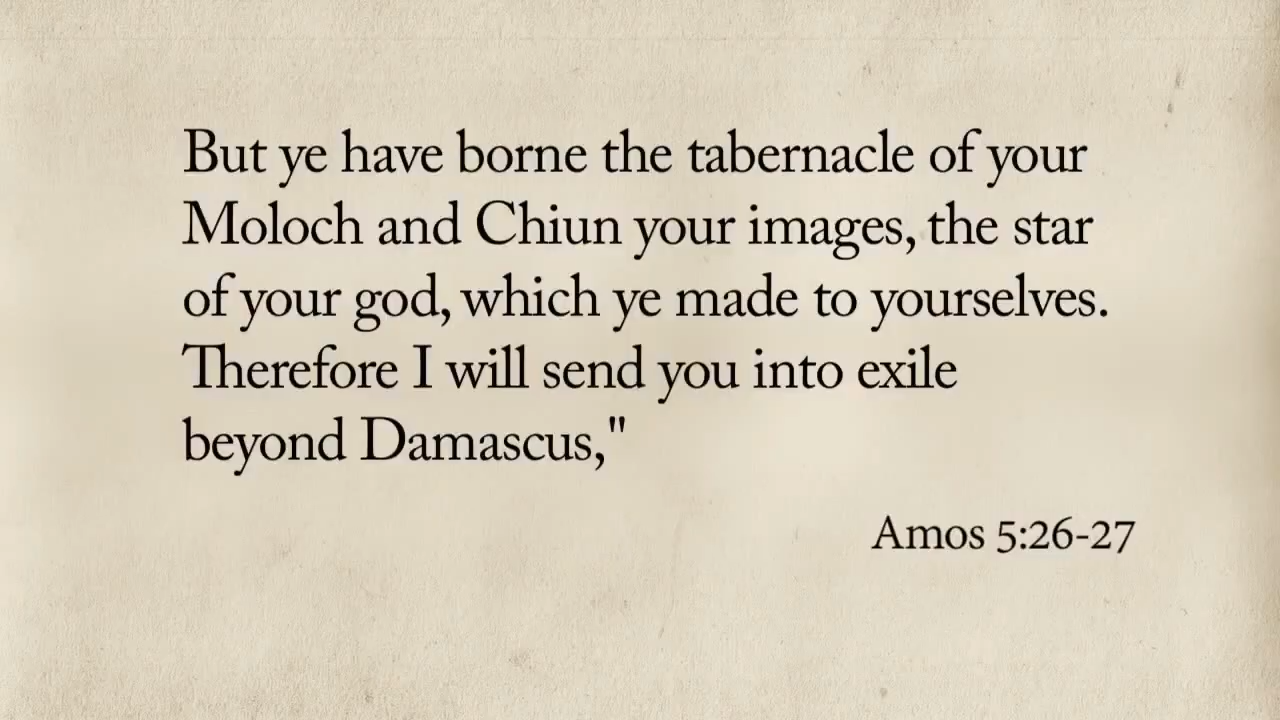 But ye have borne the tabernacle of your
Moloch and Chiun your images, the star
of your god, which ye made to yourselves.
Therefore I will send you into exile
beyond Damascus,"
Amos 5:26-27